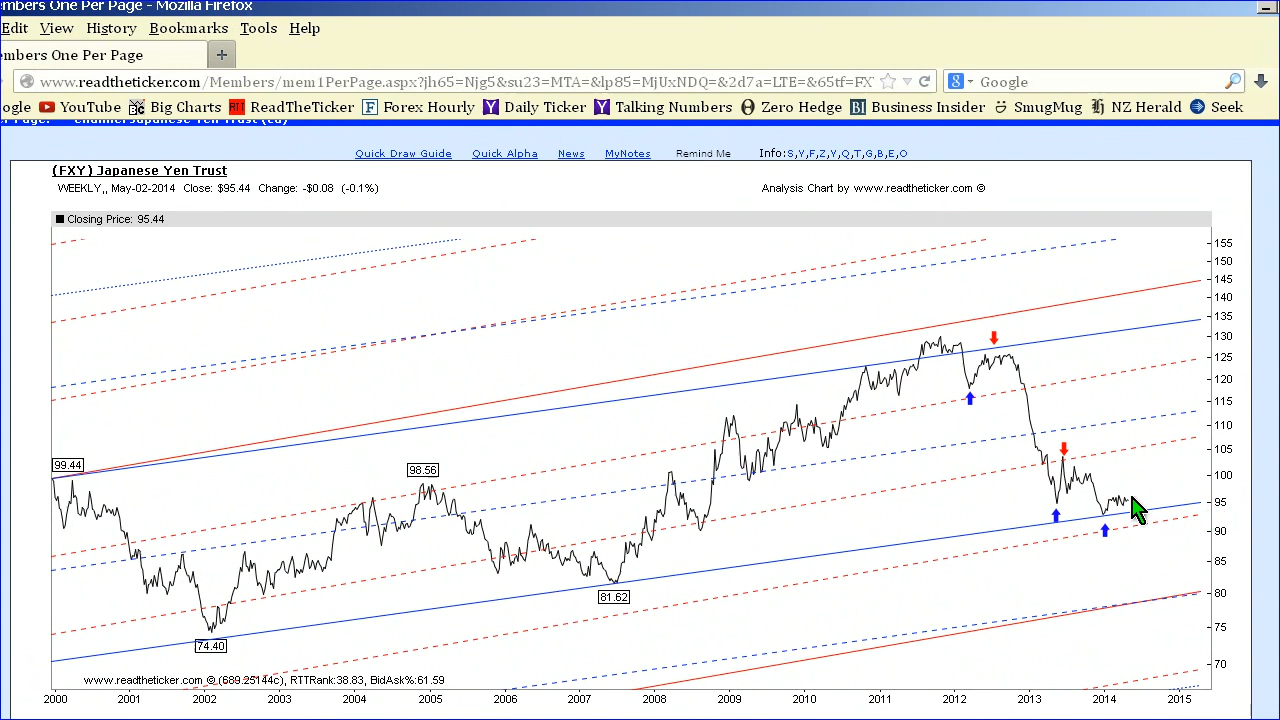 mbers One Per Page - Mozilla Firefox
Edit View History Bookmarks Tools Help
mbers One Per Page +
www.readtheticker.com/Members/mem1PerPage.aspx?jh65=Njg5&su23=MTA=&lp85=MjUxNDQ=&2d7a=LTE=&65tf=FX Google
ogle YouTube Big Charts RTT ReadTheTicker F Forex Hourly Y Daily Ticker Y Talking Numbers Zero Hedge BI Business Insider SmugMug NZ Herald Seek
Quick Draw Guide Quick Alpha News MyNotes Remind Me Info:S,Y,F,Z,Y,Q,T,G,B,E,O
(FXY) Japanese Yen Trust
WEEKLY,, May-02-2014 Close: $95.44 Change: -$0.08 (-0.1%) Analysis Chart by www.readtheticker.com ©
Closing Price: 95.44
155
150
145
140
135
130
125
120
115
110
105
99.44
98.56
100
95
90
85
81.62
80
75
74.40
70
www.readtheticker.com © (689.25144c), RTTRank:38.83, BidAsk%:61.59
2000 2001 2002 2003 2004 2005 2006 2007 2008 2009 2010 2011 2012 2013 2014 2015